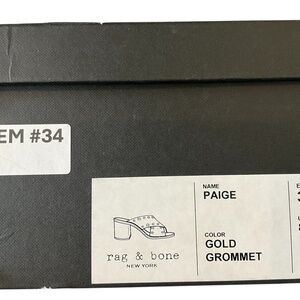 EM #34
NAME
PAIGE
COLOR
GOLD
GROMMET
rag & bone
NEW YORK